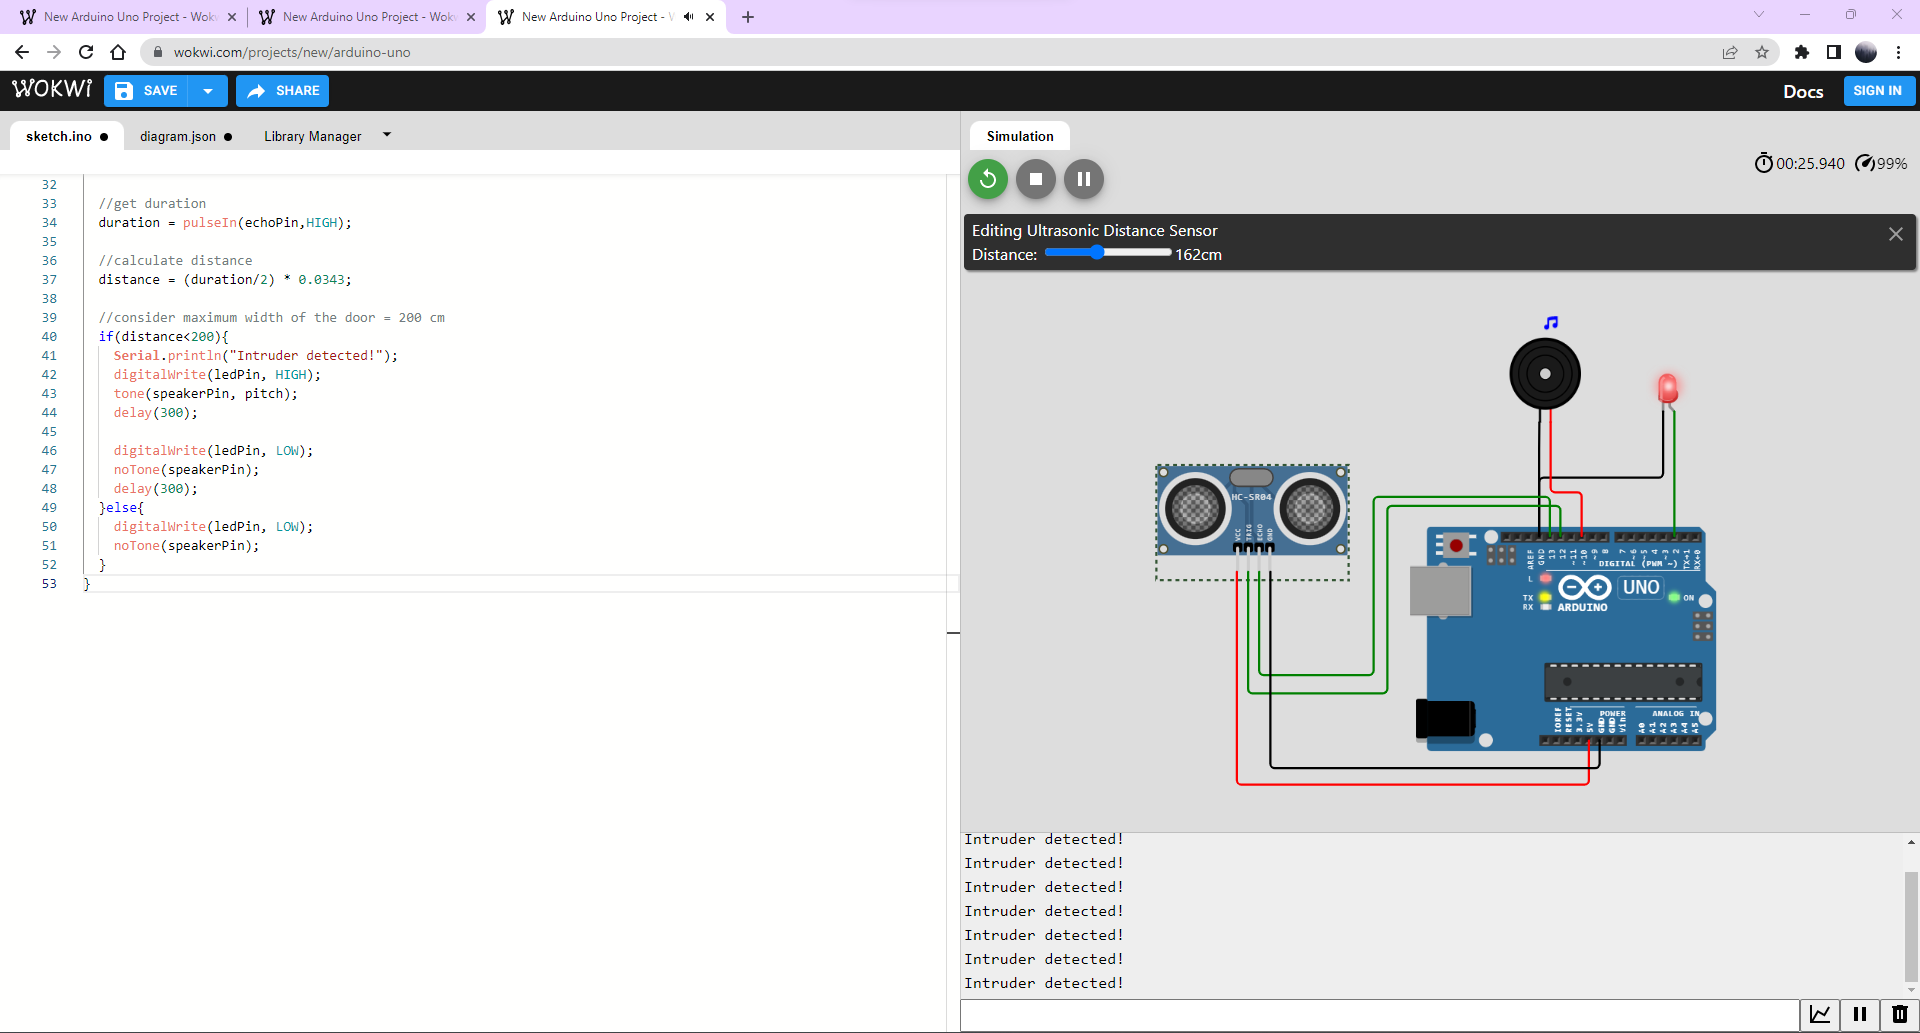 New Arduino Uno Project - Wok
New Arduino Uno Project - Wok
New Arduino Uno Project - W
wokwi.com/projects/new/arduino-uno
WOKWi
SAVE
SHARE
Docs
SIGN IN
sketch.ino
diagram.json
Library Manager
Simulation
00:25.940
99%
Editing Ultrasonic Distance Sensor
Distance: 162cm
32
33 //get duration
34 duration = pulseIn(echoPin,HIGH);
35
36 //calculate distance
37 distance = (duration/2) * 0.0343;
38
39 //consider maximum width of the door = 200 cm
40 if(distance<200){
41 Serial.println("Intruder detected!");
42 digitalWrite(ledPin, HIGH);
43 tone(speakerPin, pitch);
44 delay(300);
45
46 digitalWrite(ledPin, LOW);
47 noTone(speakerPin);
48 delay(300);
49 }else{
50 digitalWrite(ledPin, LOW);
51 noTone(speakerPin);
52 }
53 }
HC-SR04
VCC
TRIG
ECHO
GND
AREF
GND
13
12
~11
~10
~9
8
7
~6
~5
4
~3
2
TX→1
RX←0
DIGITAL (PWM ~)
L
TX
RX
UNO
ARDUINO
ON
IOREF
RESET
3.3V
5V
GND
GND
Vin
POWER
ANALOG IN
A0
A1
A2
A3
A4
A5
Intruder detected!
Intruder detected!
Intruder detected!
Intruder detected!
Intruder detected!
Intruder detected!
Intruder detected!